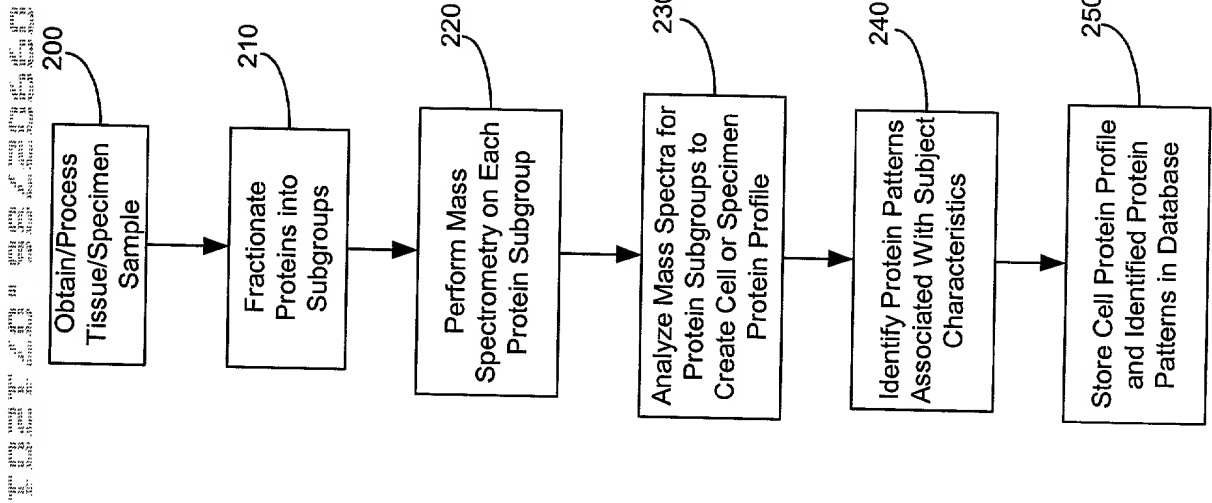 200
Obtain/Process
Tissue/Specimen
Sample
210
Fractionate
Proteins into
Subgroups
220
Perform Mass
Spectrometry on Each
Protein Subgroup
230
Analyze Mass Spectra for
Protein Subgroups to
Create Cell or Specimen
Protein Profile
240
Identify Protein Patterns
Associated With Subject
Characteristics
250
Store Cell Protein Profile
and Identified Protein
Patterns in Database